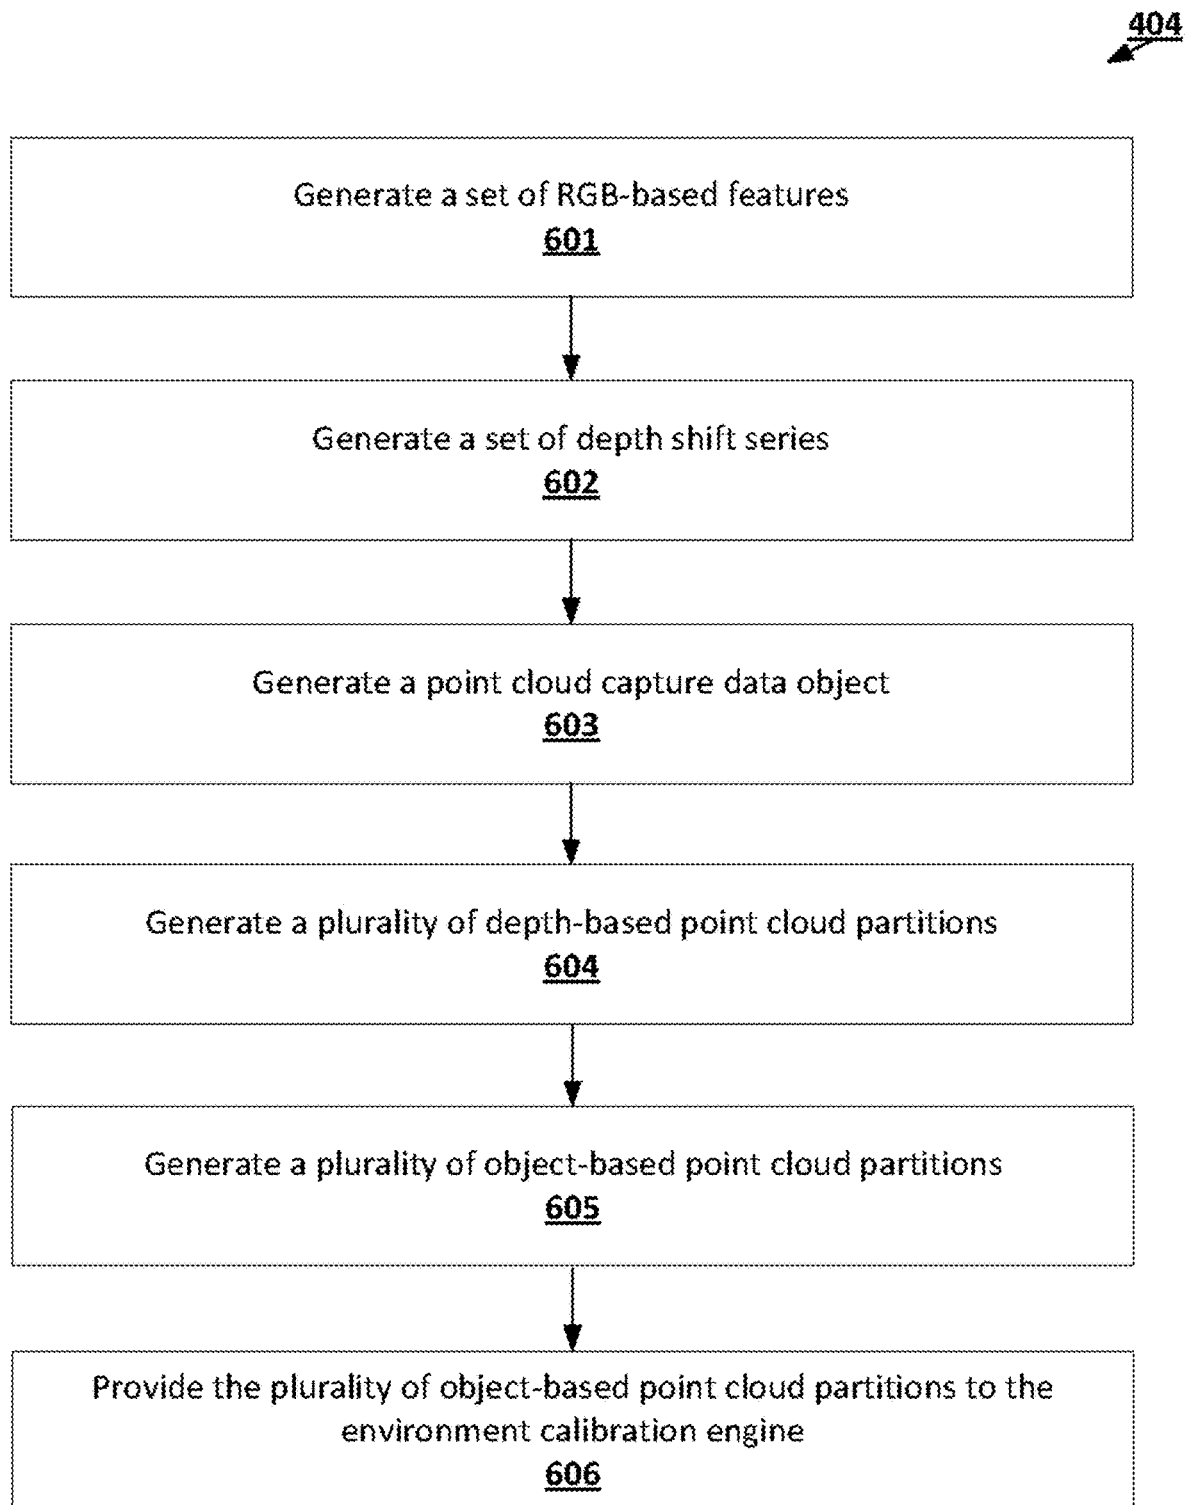 404
Generate a set of RGB-based features
601
Generate a set of depth shift series
602
Generate a point cloud capture data object
603
Generate a plurality of depth-based point cloud partitions
604
Generate a plurality of object-based point cloud partitions
605
Provide the plurality of object-based point cloud partitions to the
environment calibration engine
606